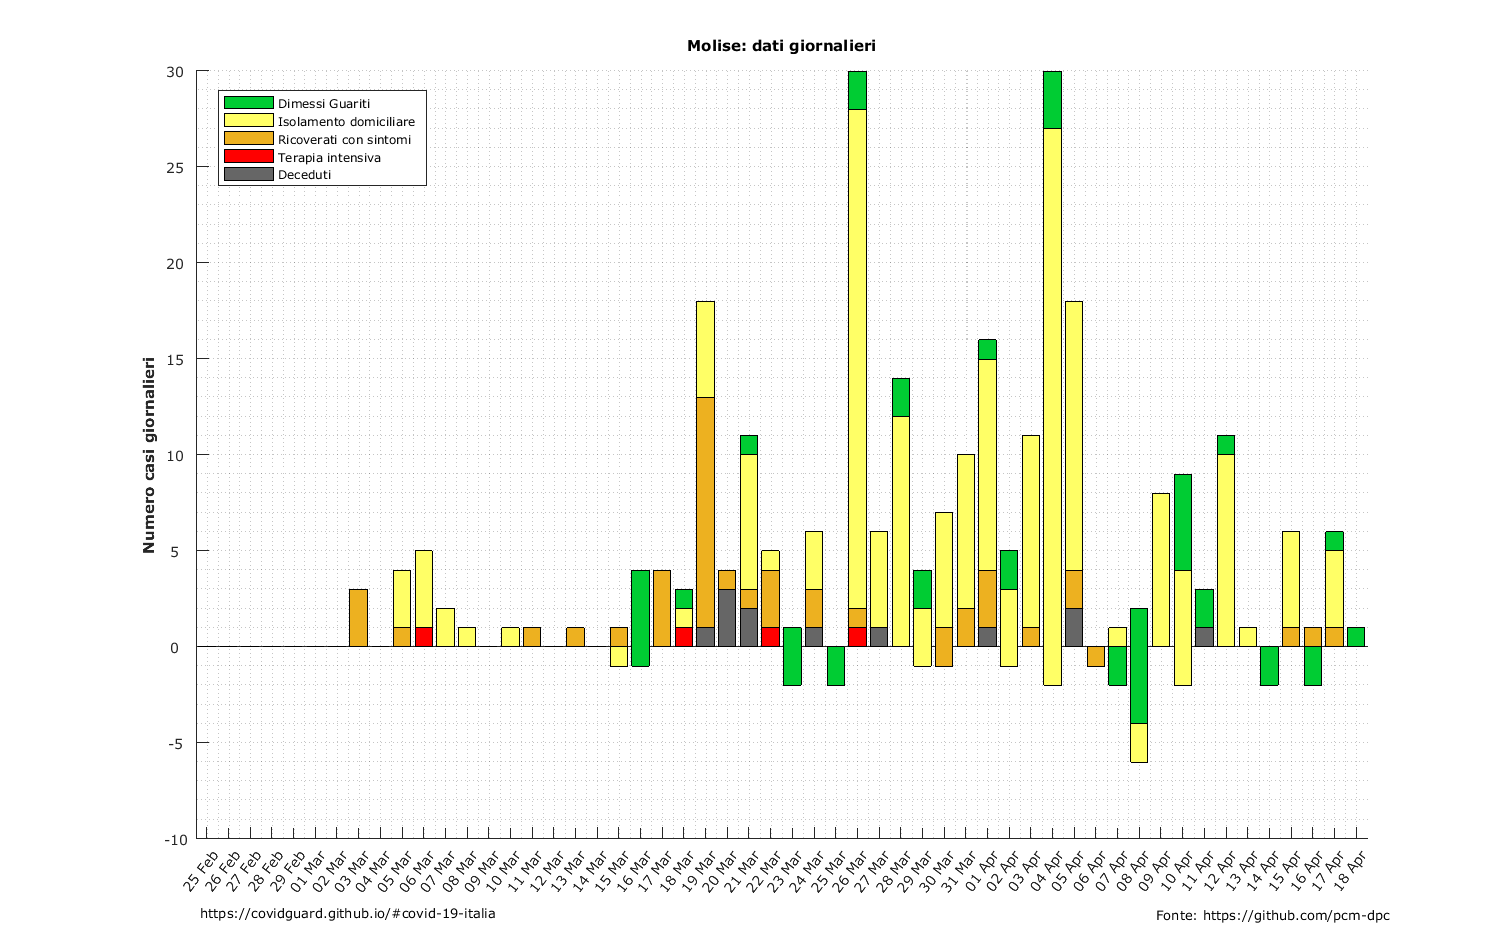 Molise: dati giornalieri
30
25
20
15
10
5
0
-5
-10
Numero casi giornalieri
Dimessi Guariti
Isolamento domiciliare
Ricoverati con sintomi
Terapia intensiva
Deceduti
25 Feb
26 Feb
27 Feb
28 Feb
29 Feb
01 Mar
02 Mar
03 Mar
04 Mar
05 Mar
06 Mar
07 Mar
08 Mar
09 Mar
10 Mar
11 Mar
12 Mar
13 Mar
14 Mar
15 Mar
16 Mar
17 Mar
18 Mar
19 Mar
20 Mar
21 Mar
22 Mar
23 Mar
24 Mar
25 Mar
26 Mar
27 Mar
28 Mar
29 Mar
30 Mar
31 Mar
01 Apr
02 Apr
03 Apr
04 Apr
05 Apr
06 Apr
07 Apr
08 Apr
09 Apr
10 Apr
11 Apr
12 Apr
13 Apr
14 Apr
15 Apr
16 Apr
17 Apr
18 Apr
https://covidguard.github.io/#covid-19-italia
Fonte: https://github.com/pcm-dpc